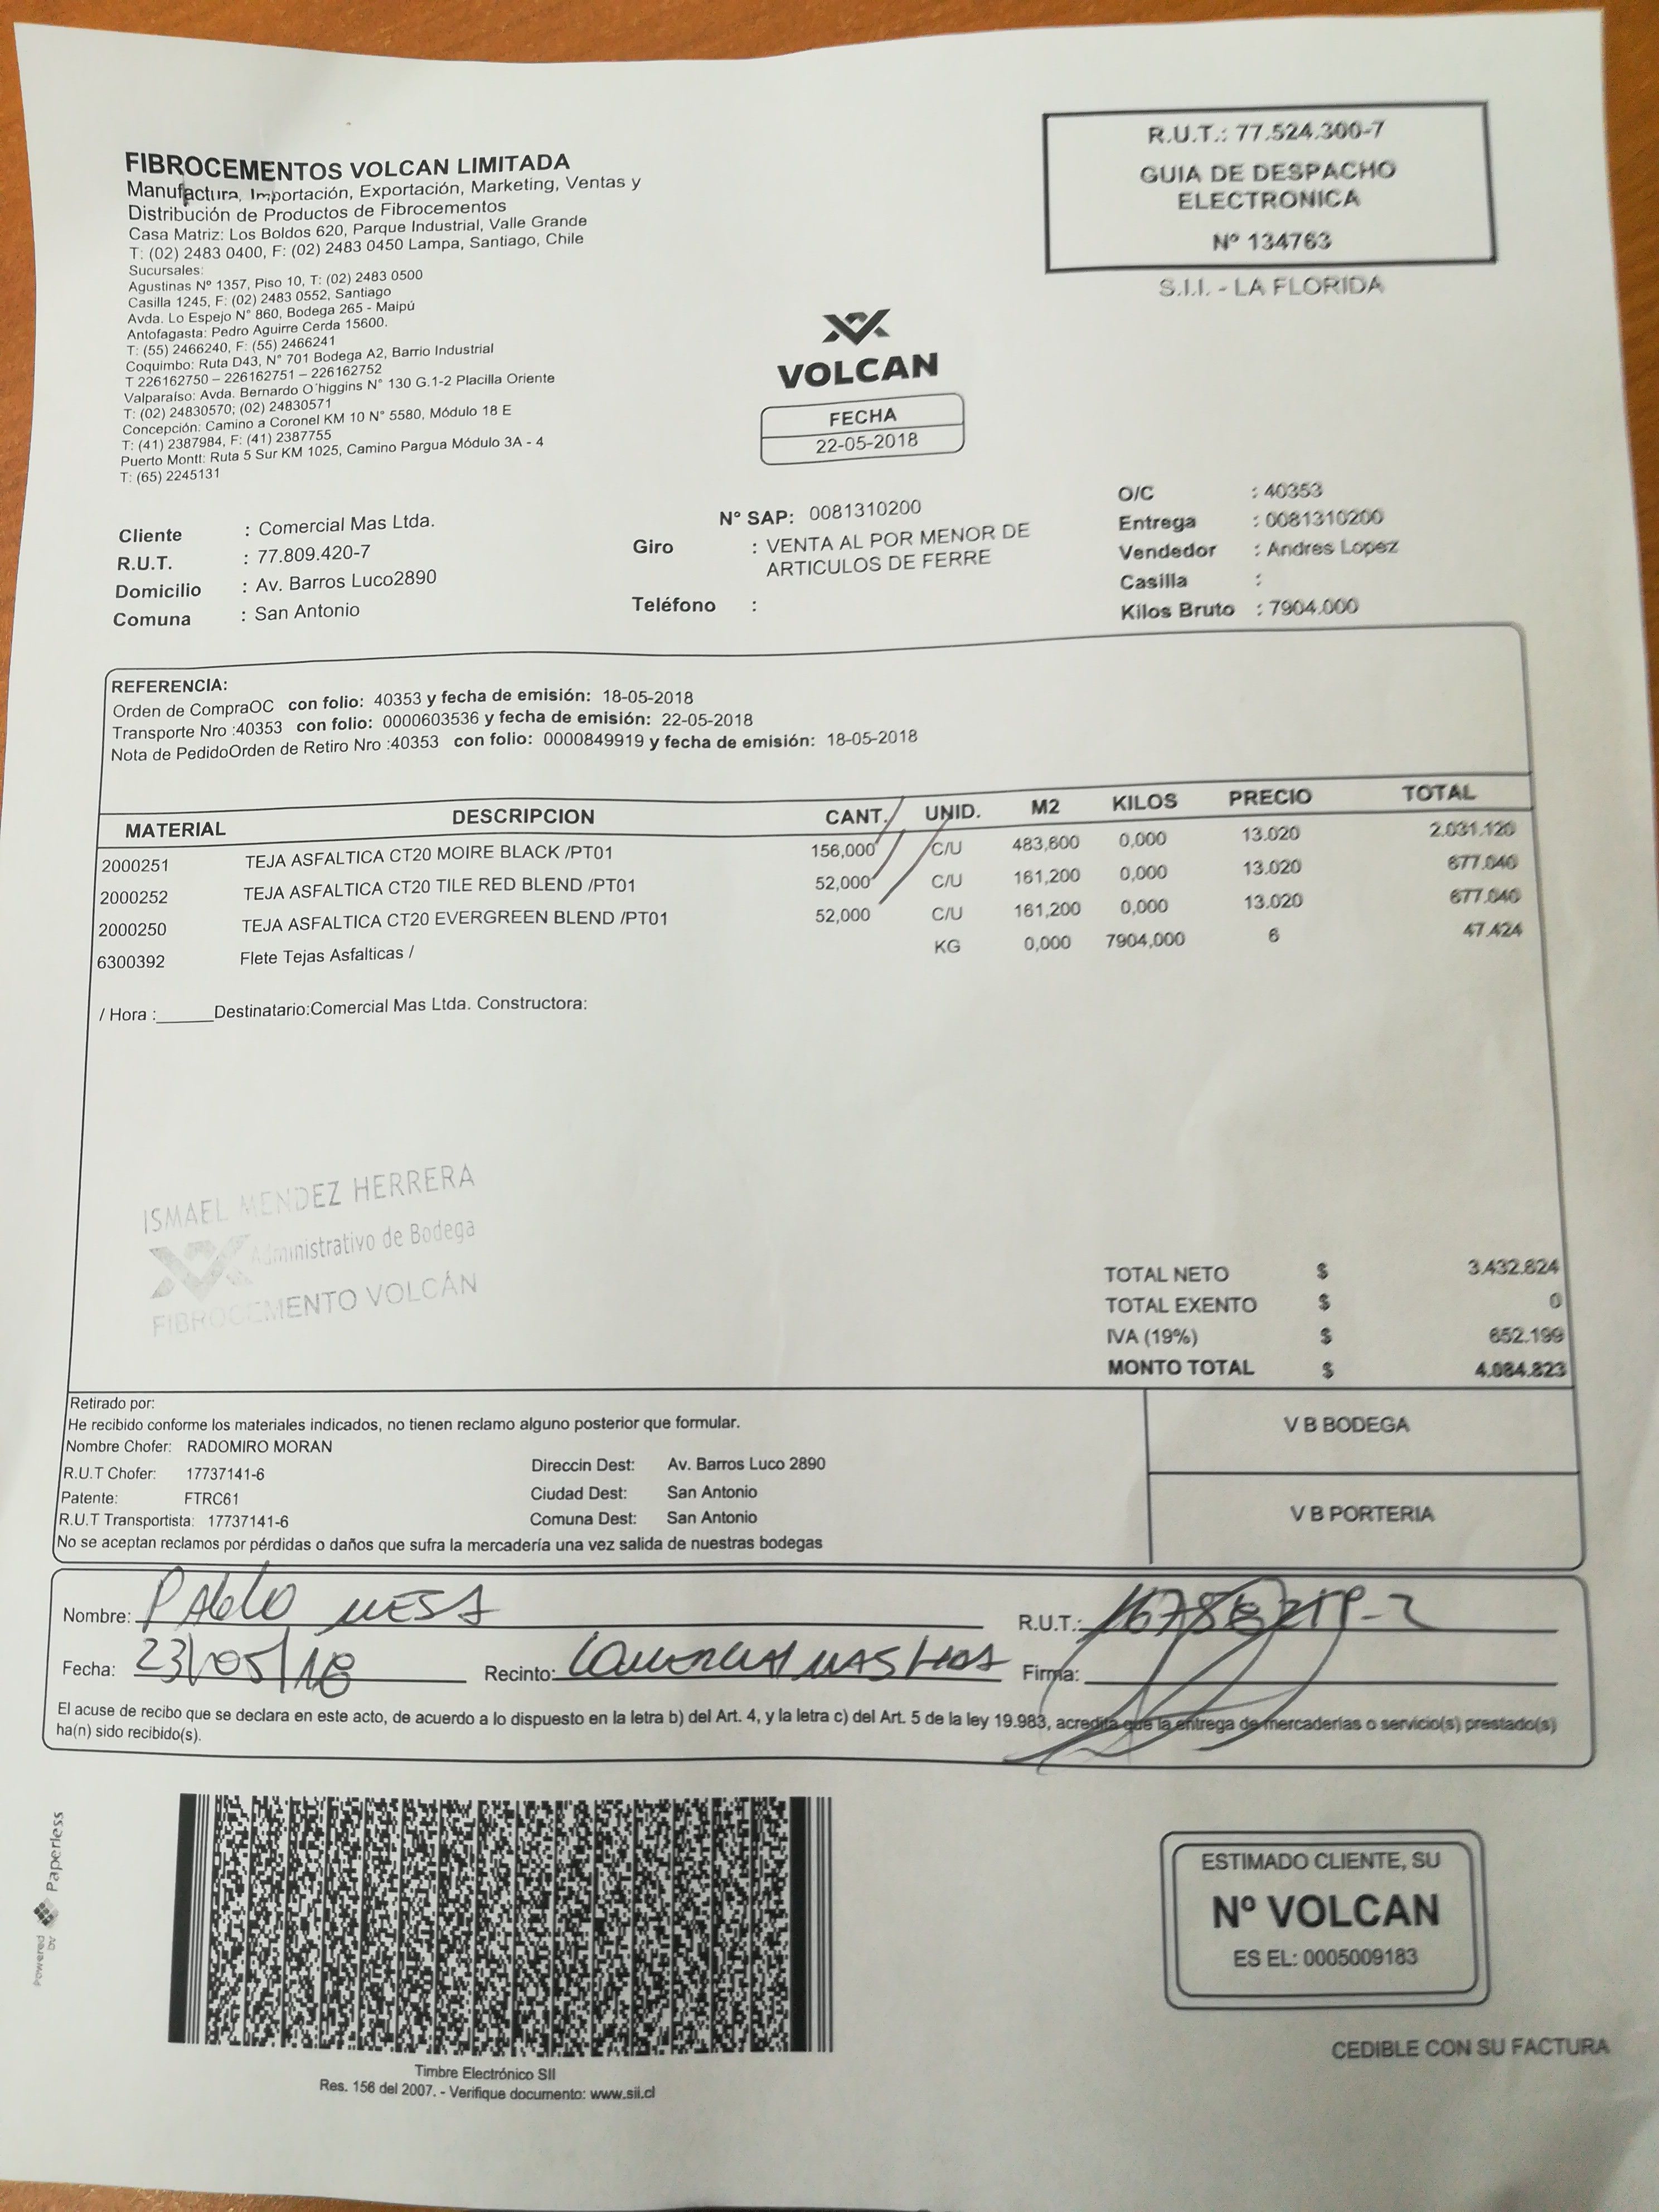 FIBROCEMENTOS VOLCAN LIMITADA
Manufactura, Importación, Exportación, Marketing, Ventas y
Distribución de Productos de Fibrocementos
Casa Matriz: Los Boldos 620, Parque Industrial, Valle Grande
T: (02) 2483 0400, F: (02) 2483 0450 Lampa, Santiago, Chile
Sucursales:
Agustinas Nº 1357, Piso 10, T: (02) 2483 0500
Casilla 1245, F: (02) 2483 0552, Santiago
Avda. Lo Espejo N° 860, Bodega 265 - Maipú
Antofagasta: Pedro Aguirre Cerda 15600.
T: (55) 2466240, F: (55) 2466241
Coquimbo: Ruta D43, N° 701 Bodega A2, Barrio Industrial
T 226162750 – 226162751 – 226162752
Valparaíso: Avda. Bernardo O´higgins N° 130 G.1-2 Placilla Oriente
T: (02) 24830570; (02) 24830571
Concepción: Camino a Coronel KM 10 N° 5580, Módulo 18 E
T: (41) 2387984, F: (41) 2387755
Puerto Montt: Ruta 5 Sur KM 1025, Camino Pargua Módulo 3A - 4
T: (65) 2245131
R.U.T.: 77.524.300-7
GUIA DE DESPACHO
ELECTRONICA
Nº 134763
S.I.I. - LA FLORIDA
VOLCAN
FECHA
22-05-2018
Cliente : Comercial Mas Ltda.
R.U.T. : 77.809.420-7
Domicilio : Av. Barros Luco2890
Comuna : San Antonio
Nº SAP: 0081310200
Giro : VENTA AL POR MENOR DE
ARTICULOS DE FERRE
Teléfono :
O/C : 40353
Entrega : 0081310200
Vendedor : Andres Lopez
Casilla :
Kilos Bruto : 7904.000
REFERENCIA:
Orden de CompraOC con folio: 40353 y fecha de emisión: 18-05-2018
Transporte Nro :40353 con folio: 0000603536 y fecha de emisión: 22-05-2018
Nota de PedidoOrden de Retiro Nro :40353 con folio: 0000849919 y fecha de emisión: 18-05-2018
MATERIAL DESCRIPCION CANT. UNID. M2 KILOS PRECIO TOTAL
2000251 TEJA ASFALTICA CT20 MOIRE BLACK /PT01 156,000 C/U 483,600 0,000 13.020 2.031.120
2000252 TEJA ASFALTICA CT20 TILE RED BLEND /PT01 52,000 C/U 161,200 0,000 13.020 677.040
2000250 TEJA ASFALTICA CT20 EVERGREEN BLEND /PT01 52,000 C/U 161,200 0,000 13.020 677.040
6300392 Flete Tejas Asfalticas / KG 0,000 7904,000 6 47.424
/ Hora :______Destinatario:Comercial Mas Ltda. Constructora:
ISMAEL MENDEZ HERRERA
Administrativo de Bodega
FIBROCEMENTO VOLCÁN
TOTAL NETO $ 3.432.624
TOTAL EXENTO $ 0
IVA (19%) $ 652.199
MONTO TOTAL $ 4.084.823
Retirado por:
He recibido conforme los materiales indicados, no tienen reclamo alguno posterior que formular.
Nombre Chofer: RADOMIRO MORAN
R.U.T Chofer: 17737141-6
Patente: FTRC61
R.U.T Transportista: 17737141-6
Direccin Dest: Av. Barros Luco 2890
Ciudad Dest: San Antonio
Comuna Dest: San Antonio
No se aceptan reclamos por pérdidas o daños que sufra la mercadería una vez salida de nuestras bodegas
V B BODEGA
V B PORTERIA
Nombre: PABLO MESA R.U.T.:
Fecha: 23/05/18 Recinto: COMERCIAL MAS LTDA Firma:
El acuse de recibo que se declara en este acto, de acuerdo a lo dispuesto en la letra b) del Art. 4, y la letra c) del Art. 5 de la ley 19.983, acredita que la entrega de mercaderías o servicio(s) prestado(s)
ha(n) sido recibido(s).
Powered by Paperless
Timbre Electrónico SII
Res. 156 del 2007. - Verifique documento: www.sii.cl
ESTIMADO CLIENTE, SU
Nº VOLCAN
ES EL: 0005009183
CEDIBLE CON SU FACTURA